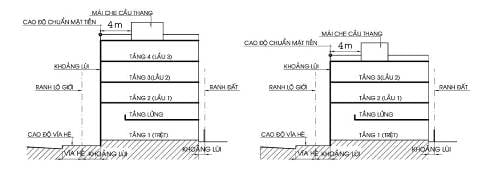 MÁI CHE CẦU THANG
CAO ĐỘ CHUẨN MẶT TIỀN
4m
TẦNG 4 (LẦU 3)
KHOẢNG LÙI
TẦNG 3(LẦU 2)
RANH LỘ GIỚI
RANH ĐẤT
TẦNG 2 (LẦU 1)
TẦNG LỬNG
CAO ĐỘ VỈA HÈ
TẦNG 1 (TRỆT)
VỈA HÈ
KHOẢNG LÙI
KHOẢNG LÙI
MÁI CHE CẦU THANG
CAO ĐỘ CHUẨN MẶT TIỀN
4m
KHOẢNG LÙI
TẦNG 3(LẦU 2)
RANH LỘ GIỚI
RANH ĐẤT
TẦNG 2 (LẦU 1)
TẦNG LỬNG
CAO ĐỘ VỈA HÈ
TẦNG 1 (TRỆT)
VỈA HÈ
KHOẢNG LÙI
KHOẢNG LÙI